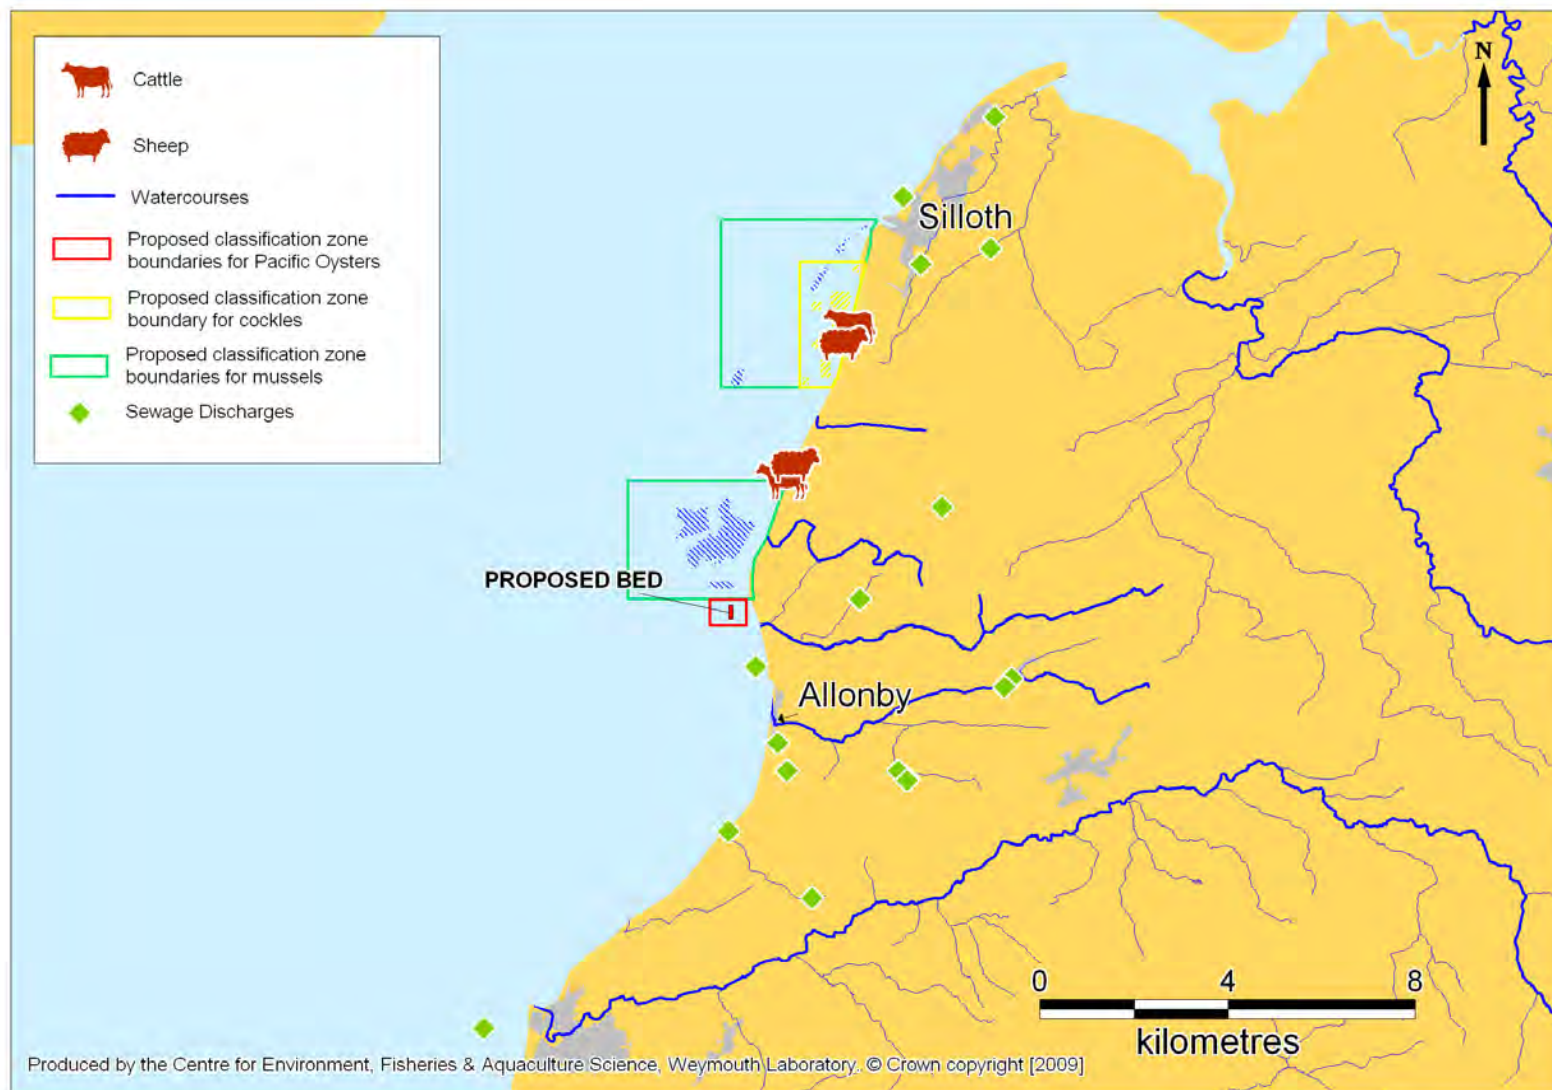 Cattle
Sheep
Watercourses
Proposed classification zone
boundaries for Pacific Oysters
Proposed classification zone
boundary for cockles
Proposed classification zone
boundaries for mussels
Sewage Discharges
N
Silloth
PROPOSED BED
Allonby
0 4 8
kilometres
Produced by the Centre for Environment, Fisheries & Aquaculture Science, Weymouth Laboratory. © Crown copyright [2009]